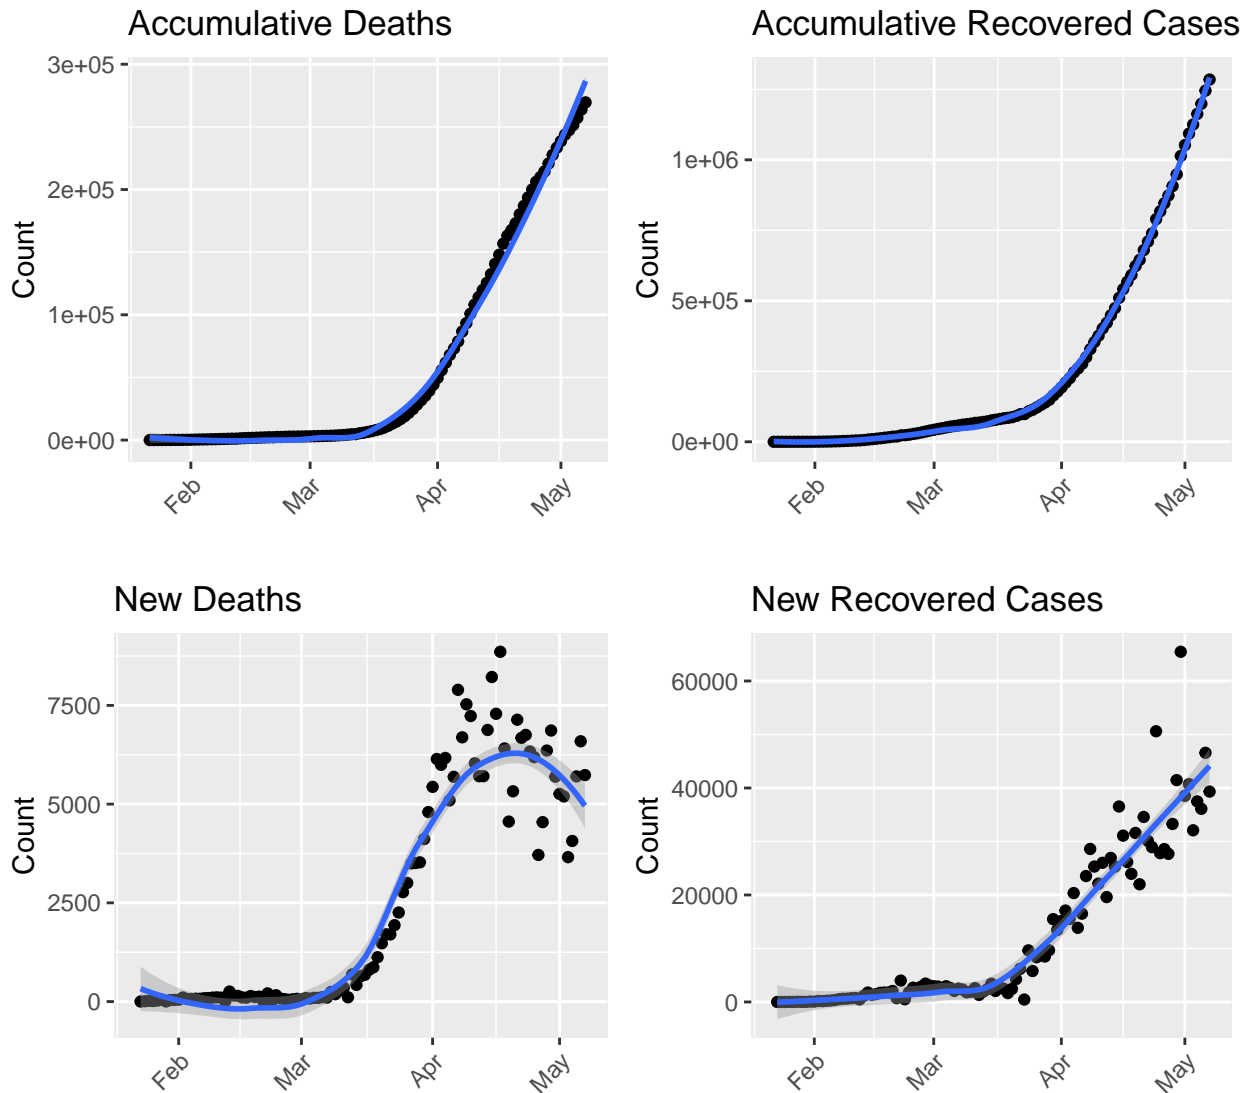 Accumulative Deaths
Count
3e+05
2e+05
1e+05
0e+00
Feb
Mar
Apr
May
Accumulative Recovered Cases
Count
1e+06
5e+05
0e+00
Feb
Mar
Apr
May
New Deaths
Count
7500
5000
2500
0
Feb
Mar
Apr
May
New Recovered Cases
Count
60000
40000
20000
0
Feb
Mar
Apr
May